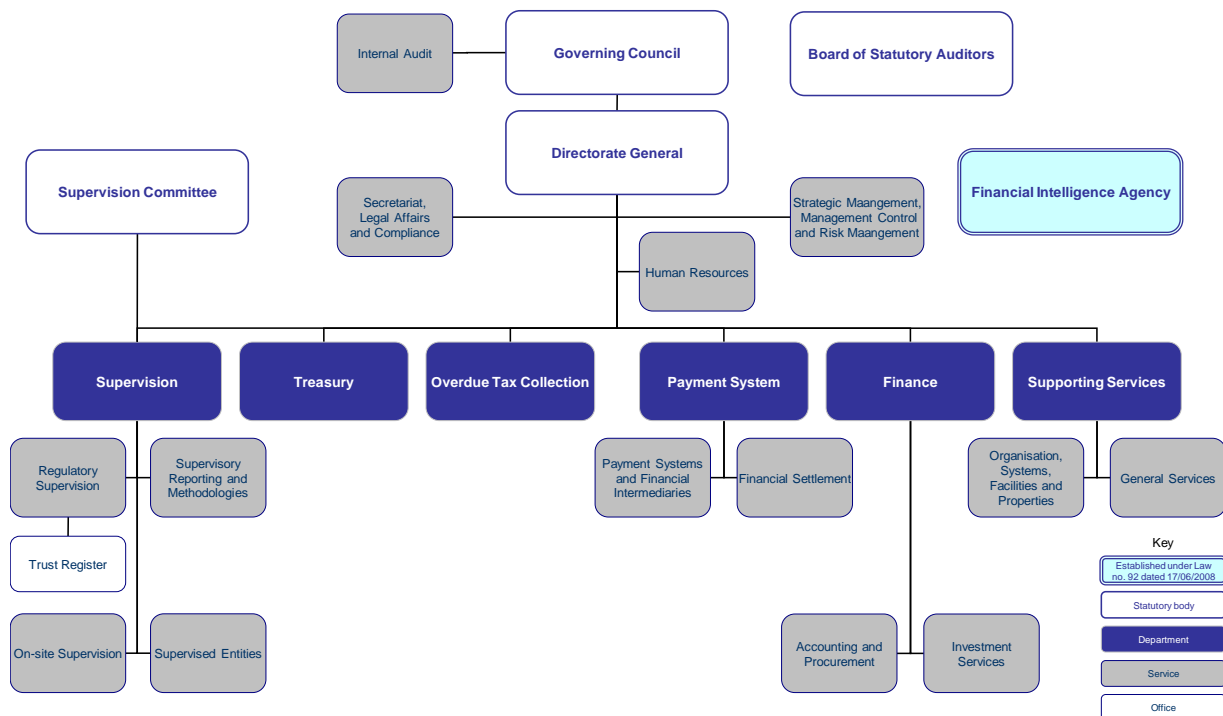 Internal Audit
Governing Council
Board of Statutory Auditors
Directorate General
Supervision Committee
Financial Intelligence Agency
Secretariat,
Legal Affairs
and Compliance
Strategic Maangement,
Management Control
and Risk Maangement
Human Resources
Supervision
Treasury
Overdue Tax Collection
Payment System
Finance
Supporting Services
Regulatory
Supervision
Supervisory
Reporting and
Methodologies
Payment Systems
and Financial
Intermediaries
Financial Settlement
Organisation,
Systems,
Facilities and
Properties
General Services
Trust Register
On-site Supervision
Supervised Entities
Accounting and
Procurement
Investment
Services
Key
Established under Law
no. 92 dated 17/06/2008
Statutory body
Department
Service
Office